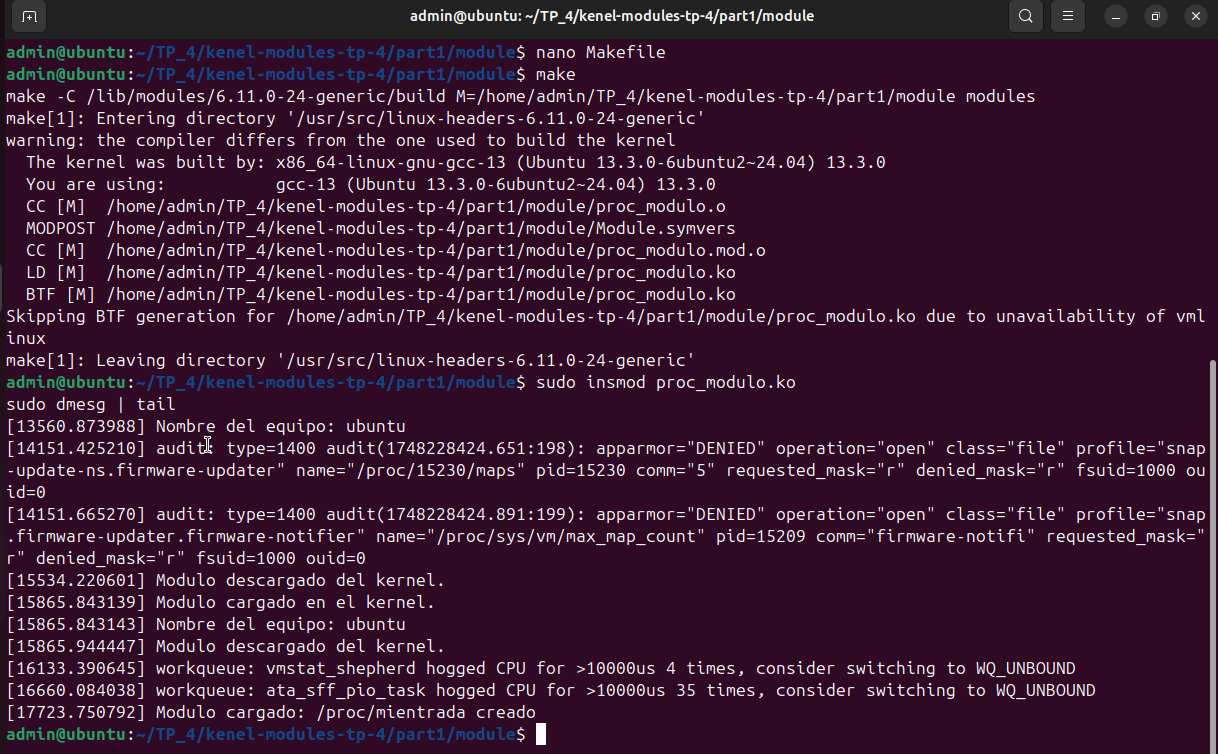 admin@ubuntu: ~/TP_4/kenel-modules-tp-4/part1/module
admin@ubuntu:~/TP_4/kenel-modules-tp-4/part1/module$ nano Makefile
admin@ubuntu:~/TP_4/kenel-modules-tp-4/part1/module$ make
make -C /lib/modules/6.11.0-24-generic/build M=/home/admin/TP_4/kenel-modules-tp-4/part1/module modules
make[1]: Entering directory '/usr/src/linux-headers-6.11.0-24-generic'
warning: the compiler differs from the one used to build the kernel
  The kernel was built by: x86_64-linux-gnu-gcc-13 (Ubuntu 13.3.0-6ubuntu2~24.04) 13.3.0
  You are using:           gcc-13 (Ubuntu 13.3.0-6ubuntu2~24.04) 13.3.0
  CC [M]  /home/admin/TP_4/kenel-modules-tp-4/part1/module/proc_modulo.o
  MODPOST /home/admin/TP_4/kenel-modules-tp-4/part1/module/Module.symvers
  CC [M]  /home/admin/TP_4/kenel-modules-tp-4/part1/module/proc_modulo.mod.o
  LD [M]  /home/admin/TP_4/kenel-modules-tp-4/part1/module/proc_modulo.ko
  BTF [M] /home/admin/TP_4/kenel-modules-tp-4/part1/module/proc_modulo.ko
Skipping BTF generation for /home/admin/TP_4/kenel-modules-tp-4/part1/module/proc_modulo.ko due to unavailability of vml
inux
make[1]: Leaving directory '/usr/src/linux-headers-6.11.0-24-generic'
admin@ubuntu:~/TP_4/kenel-modules-tp-4/part1/module$ sudo insmod proc_modulo.ko
sudo dmesg | tail
[13560.873988] Nombre del equipo: ubuntu
[14151.425210] audit: type=1400 audit(1748228424.651:198): apparmor="DENIED" operation="open" class="file" profile="snap
-update-ns.firmware-updater" name="/proc/15230/maps" pid=15230 comm="5" requested_mask="r" denied_mask="r" fsuid=1000 ou
id=0
[14151.665270] audit: type=1400 audit(1748228424.891:199): apparmor="DENIED" operation="open" class="file" profile="snap
.firmware-updater.firmware-notifier" name="/proc/sys/vm/max_map_count" pid=15209 comm="firmware-notifi" requested_mask="
r" denied_mask="r" fsuid=1000 ouid=0
[15534.220601] Modulo descargado del kernel.
[15865.843139] Modulo cargado en el kernel.
[15865.843143] Nombre del equipo: ubuntu
[15865.944447] Modulo descargado del kernel.
[16133.390645] workqueue: vmstat_shepherd hogged CPU for >10000us 4 times, consider switching to WQ_UNBOUND
[16660.084038] workqueue: ata_sff_pio_task hogged CPU for >10000us 35 times, consider switching to WQ_UNBOUND
[17723.750792] Modulo cargado: /proc/mientrada creado
admin@ubuntu:~/TP_4/kenel-modules-tp-4/part1/module$